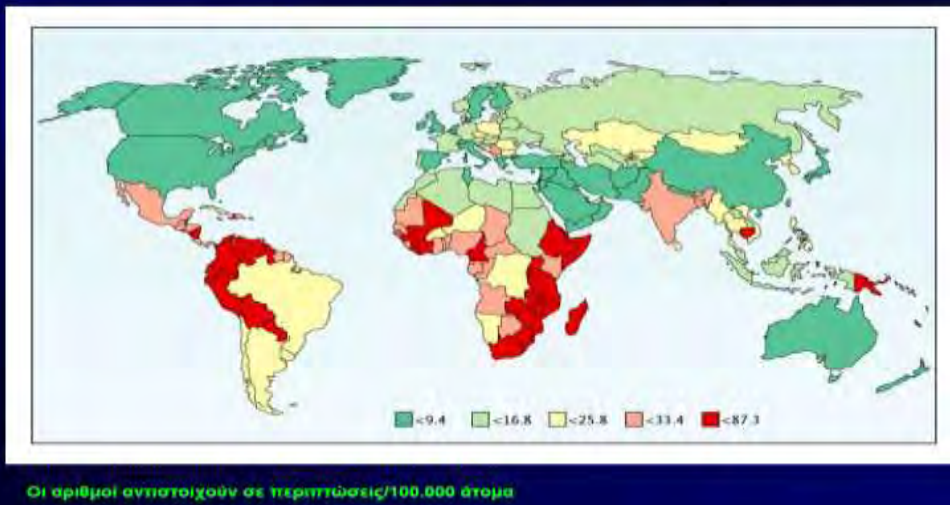 <9.4 <16.8 <25.8 <33.4 <87.3
Οι αριθμοί αντιστοιχούν σε περιπτώσεις/100.000 άτομα